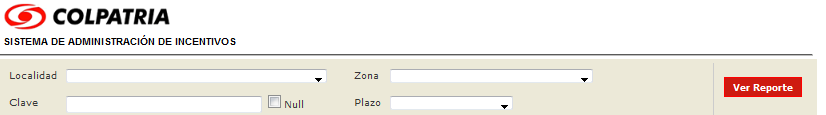 COLPATRIA
SISTEMA DE ADMINISTRACIÓN DE INCENTIVOS
Localidad Zona
Ver Reporte
Clave Null Plazo